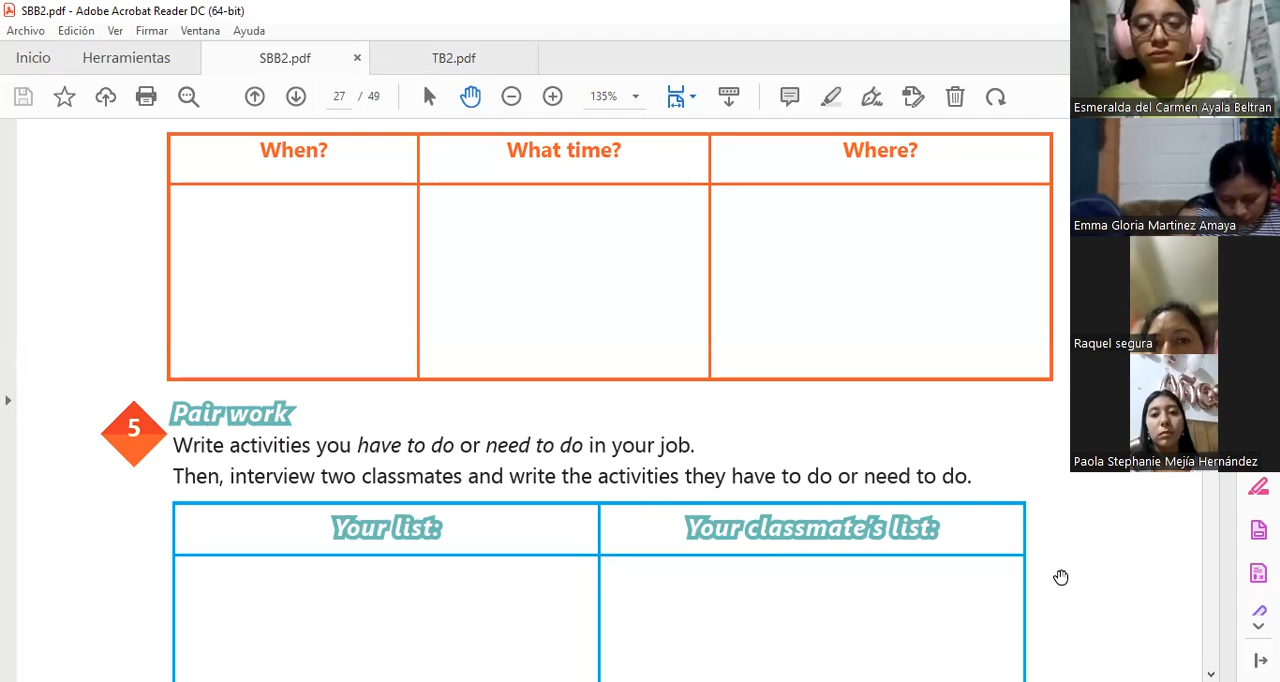 SBB2.pdf - Adobe Acrobat Reader DC (64-bit)
Archivo Edición Ver Firmar Ventana Ayuda
Inicio Herramientas SBB2.pdf × TB2.pdf
27 / 49 135%
When? What time? Where?
5 Pair work
Write activities you have to do or need to do in your job.
Then, interview two classmates and write the activities they have to do or need to do.
Your list: Your classmate's list:
Esmeralda del Carmen Ayala Beltran
Emma Gloria Martinez Amaya
Raquel segura
AÑO
Paola Stephanie Mejía Hernández